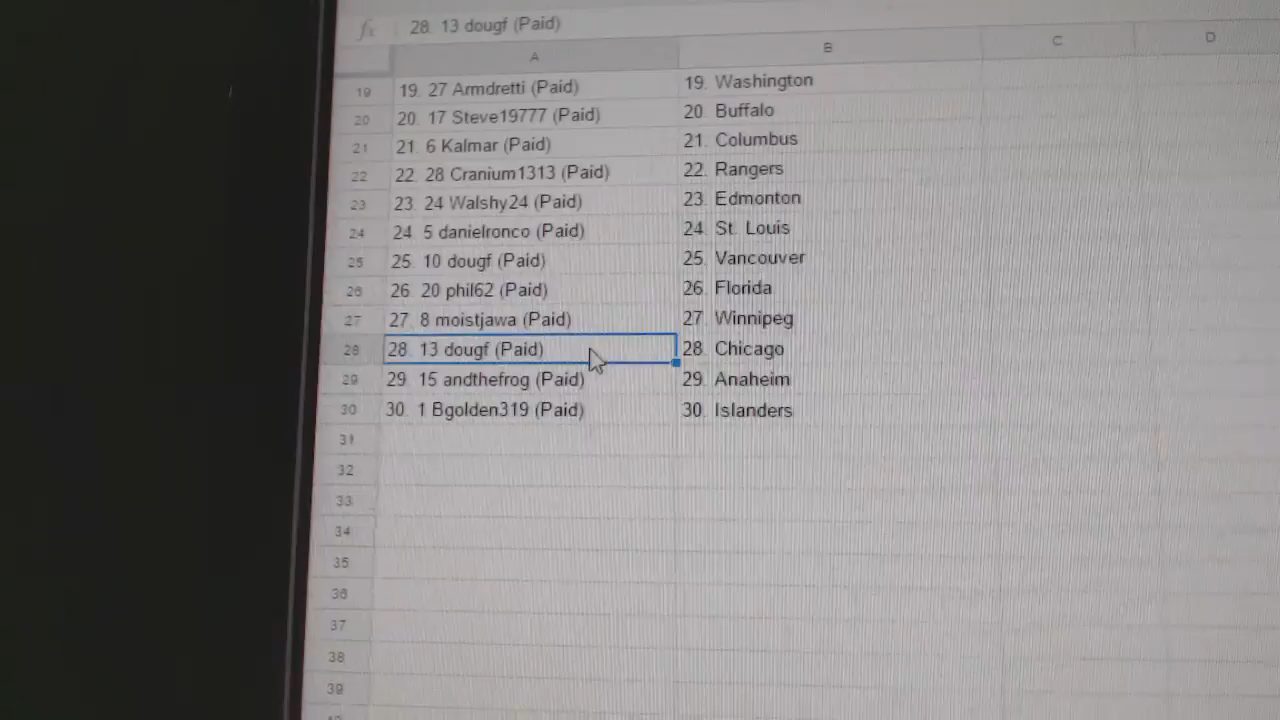 fx 28. 13 dougf (Paid)
A B C D
19 19. 27 Armdretti (Paid) 19. Washington
20 20. 17 Steve19777 (Paid) 20. Buffalo
21 21. 6 Kalmar (Paid) 21. Columbus
22 22. 28 Cranium1313 (Paid) 22. Rangers
23 23. 24 Walshy24 (Paid) 23. Edmonton
24 24. 5 danielronco (Paid) 24. St. Louis
25 25. 10 dougf (Paid) 25. Vancouver
26 26. 20 phil62 (Paid) 26. Florida
27 27. 8 moistjawa (Paid) 27. Winnipeg
28 28. 13 dougf (Paid) 28. Chicago
29 29. 15 andthefrog (Paid) 29. Anaheim
30 30. 1 Bgolden319 (Paid) 30. Islanders
31
32
33
34
35
36
37
38
39